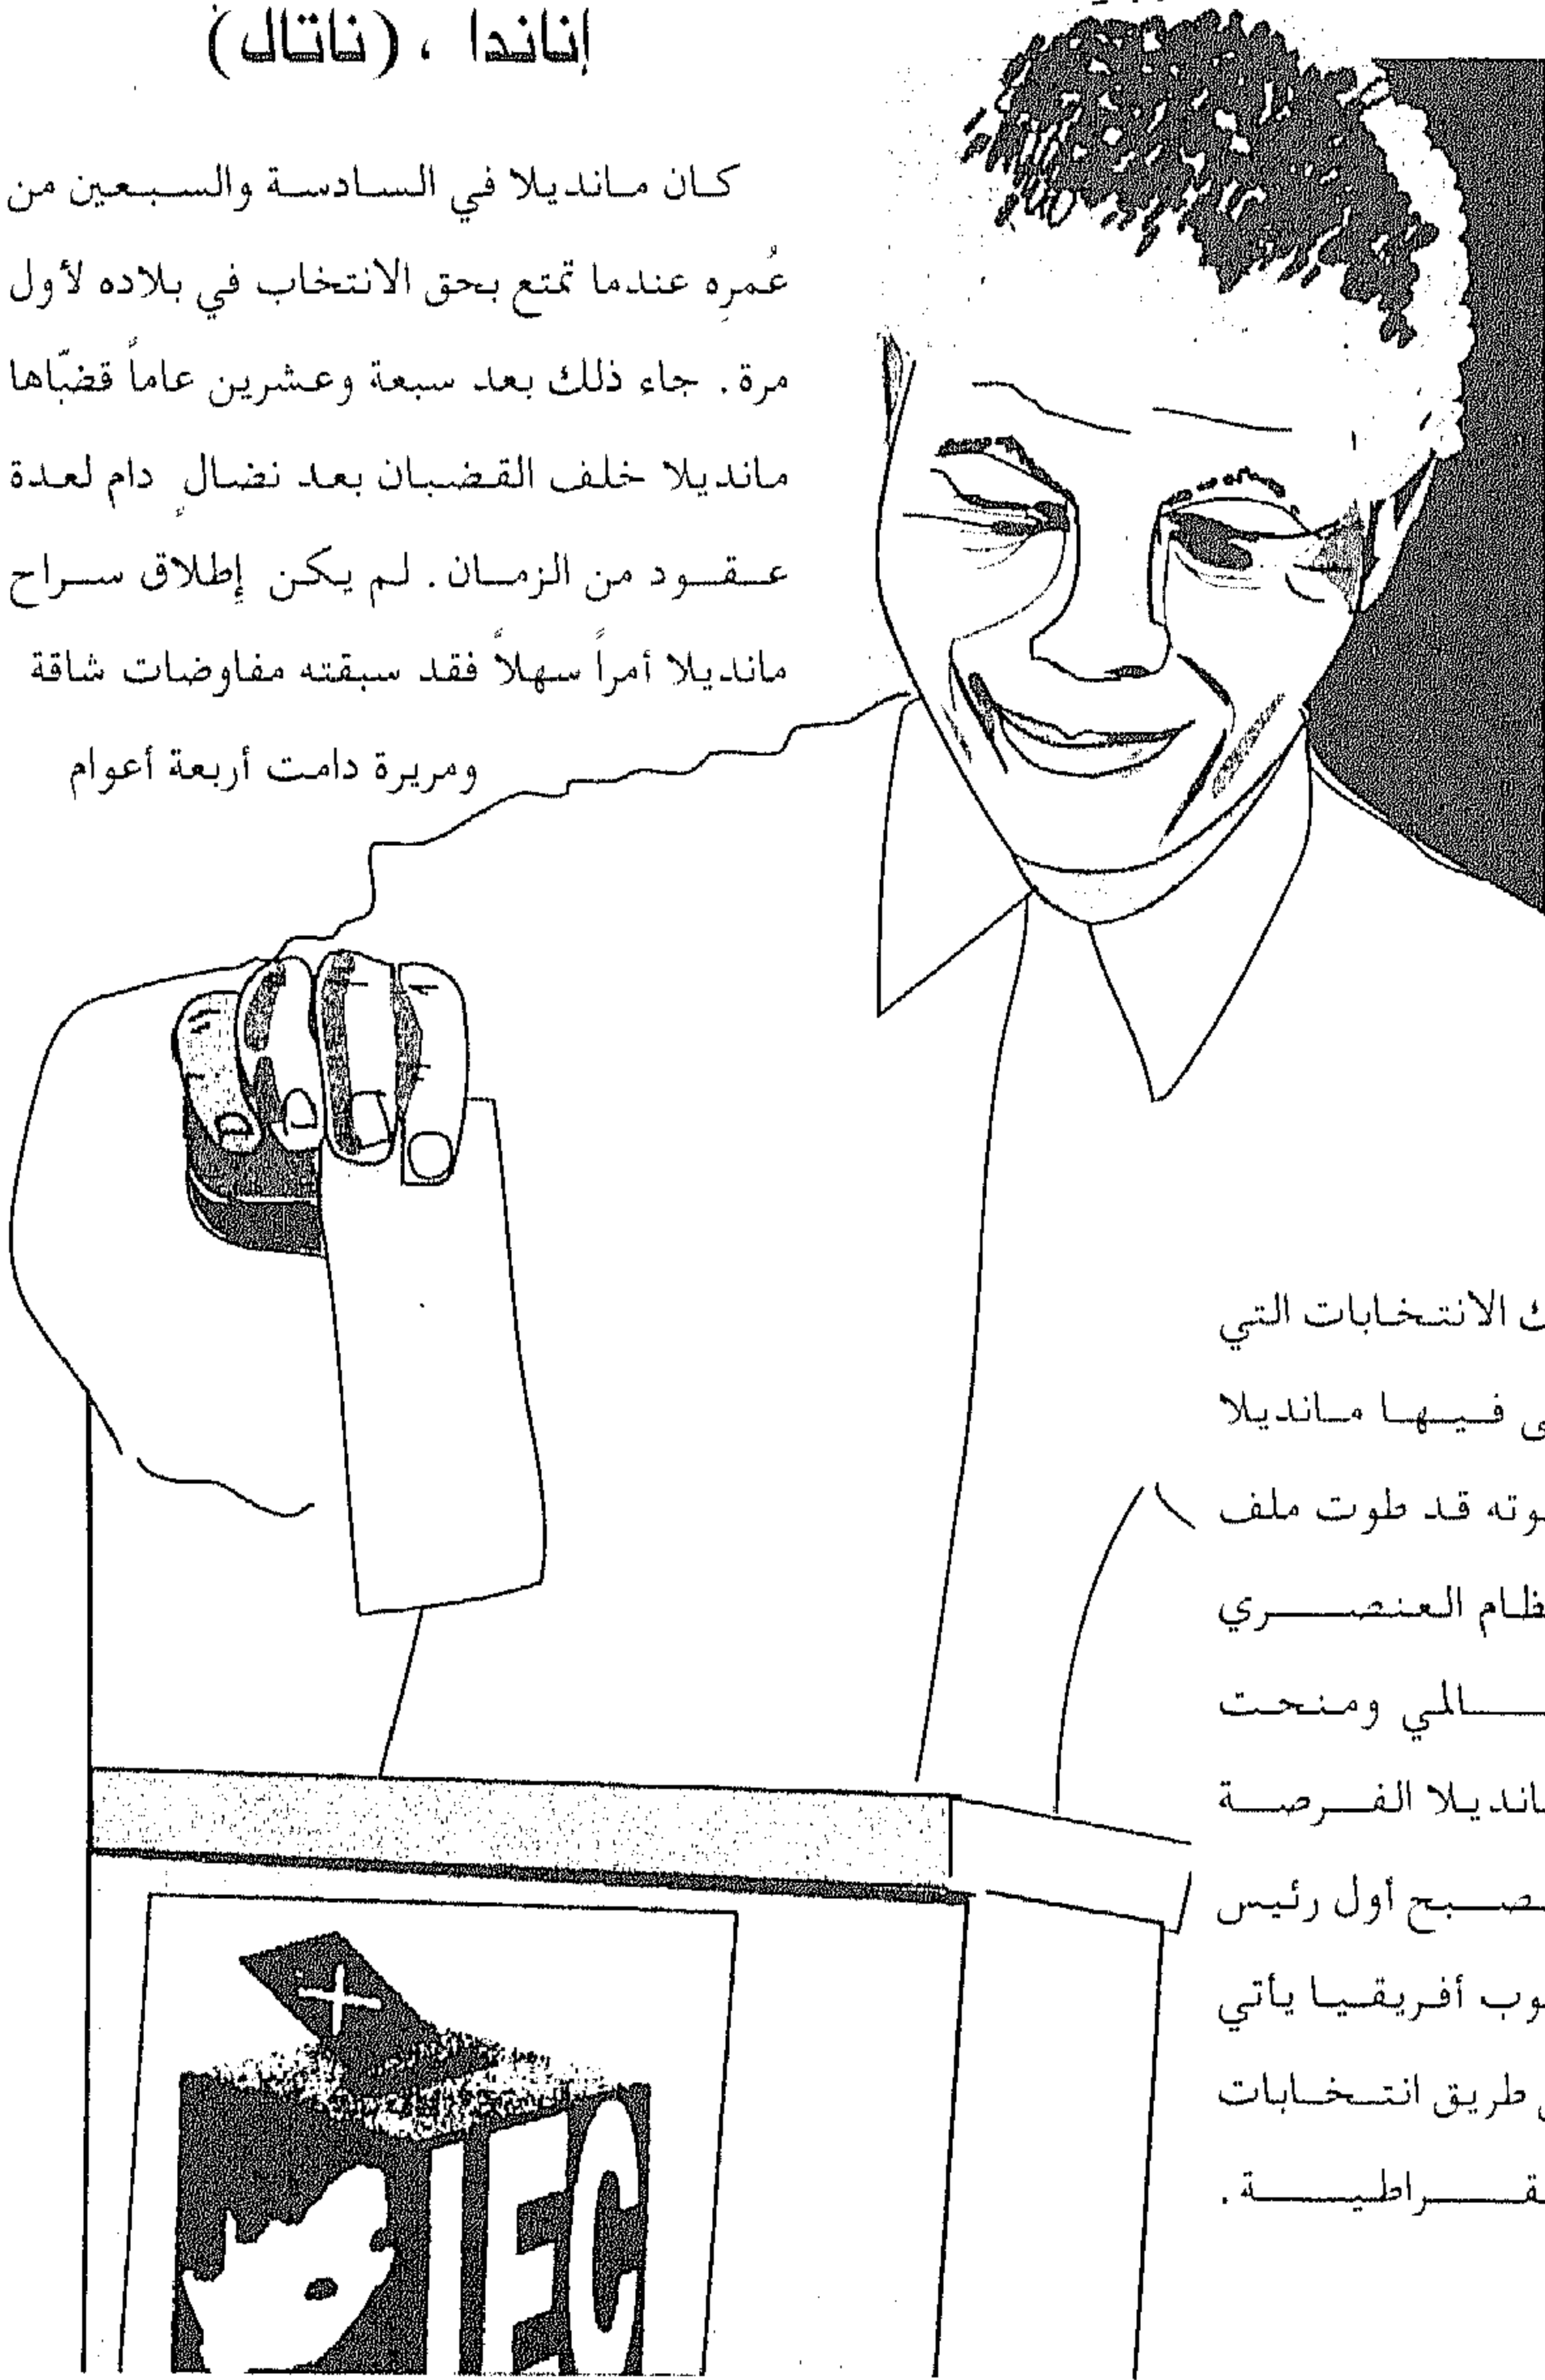 إناندا ، (ناتال)
كان مانديلا في السادسة والسبعين من
عُمرِه عندما تمتع بحق الانتخاب في بلاده لأول
مرة . جاء ذلك بعد سبعة وعشرين عاماً قضّاها
مانديلا خلف القضبان بعد نضالٍ دام لعدة
عقود من الزمان . لم يكن إطلاق سراح
مانديلا أمراً سهلاً فقد سبقته مفاوضات شاقة
ومريرة دامت أربعة أعوام
الانتخابات التي
فيها مانديلا
قد طوت ملف
العنصري
ومنحت
الفرصة
أول رئيس
أفريقيا يأتي
طريق انتخابات
IEC